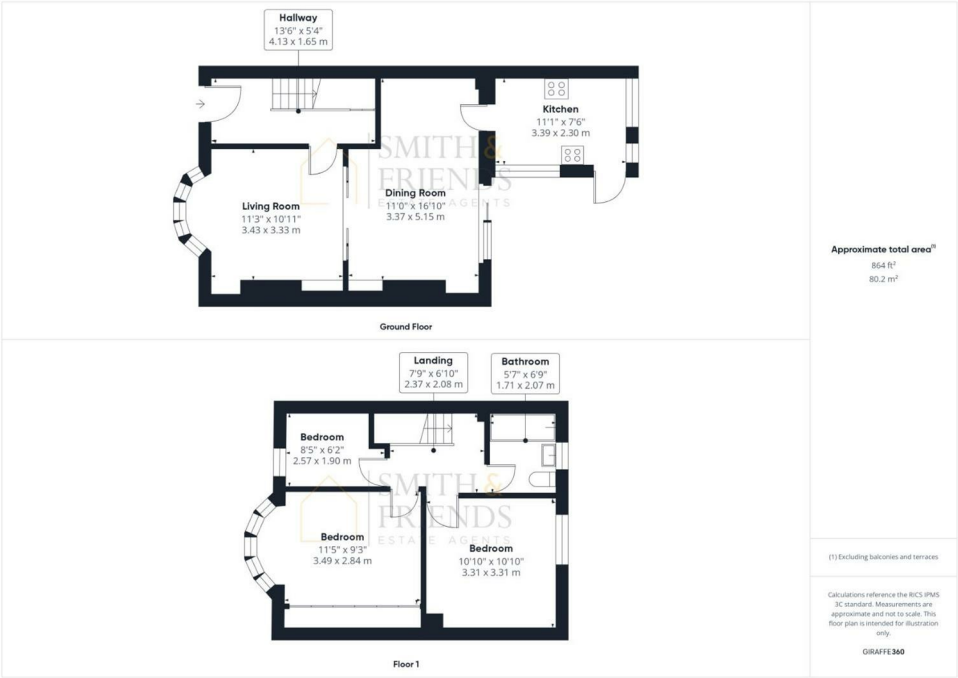 Hallway
13'6" x 5'4"
4.13 x 1.65 m
Kitchen
11'1" x 7'6"
3.39 x 2.30 m
SMITH &
FRIENDS
ESTATE AGENTS
Dining Room
11'0" x 16'10"
3.37 x 5.15 m
Living Room
11'3" x 10'11"
3.43 x 3.33 m
Ground Floor
Landing
7'9" x 6'10"
2.37 x 2.08 m
Bathroom
5'7" x 6'9"
1.71 x 2.07 m
Bedroom
8'5" x 6'2"
2.57 x 1.90 m
SMITH &
FRIENDS
ESTATE AGENTS
Bedroom
11'5" x 9'3"
3.49 x 2.84 m
Bedroom
10'10" x 10'10"
3.31 x 3.31 m
Floor 1
Approximate total area(1)
864 ft²
80.2 m²
(1) Excluding balconies and terraces
Calculations reference the RICS IPMS
3C standard. Measurements are
approximate and not to scale. This
floor plan is intended for illustration
only.
GIRAFFE360